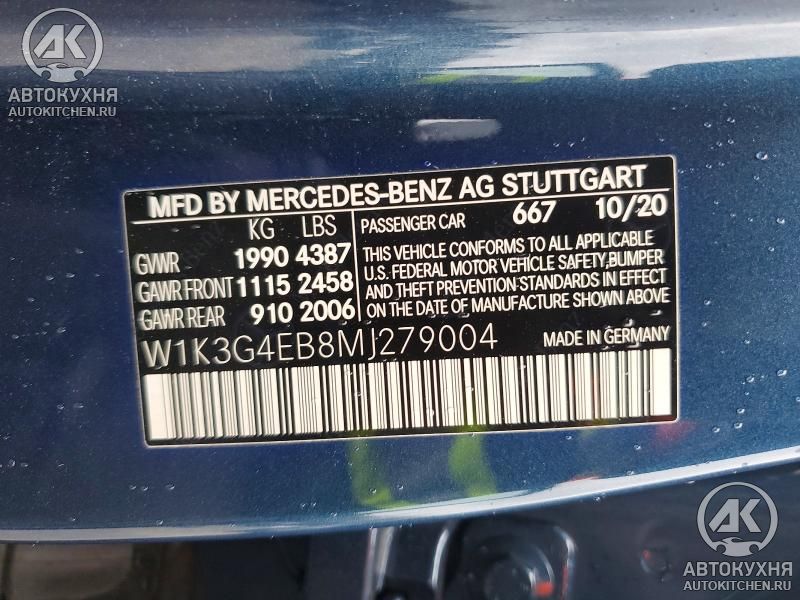 АК
АВТОКУХНЯ
AUTOKITCHEN.RU
MFD BY MERCEDES-BENZ AG STUTTGART
KG LBS
GVWR 1990 4387
GAWR FRONT 1115 2458
GAWR REAR 910 2006
PASSENGER CAR 667 10/20
THIS VEHICLE CONFORMS TO ALL APPLICABLE
U.S. FEDERAL MOTOR VEHICLE SAFETY,BUMPER
AND THEFT PREVENTION STANDARDS IN EFFECT
ON THE DATE OF MANUFACTURE SHOWN ABOVE
W1K3G4EB8MJ279004
MADE IN GERMANY
АК
АВТОКУХНЯ
AUTOKITCHEN.RU